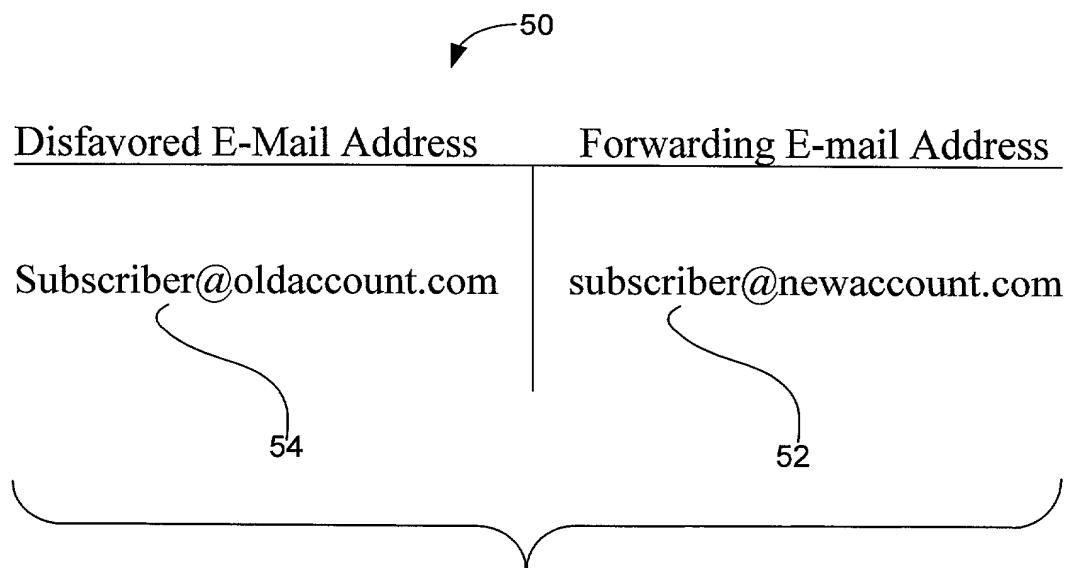 50
Disfavored E-Mail Address Forwarding E-mail Address
Subscriber@oldaccount.com subscriber@newaccount.com
54 52